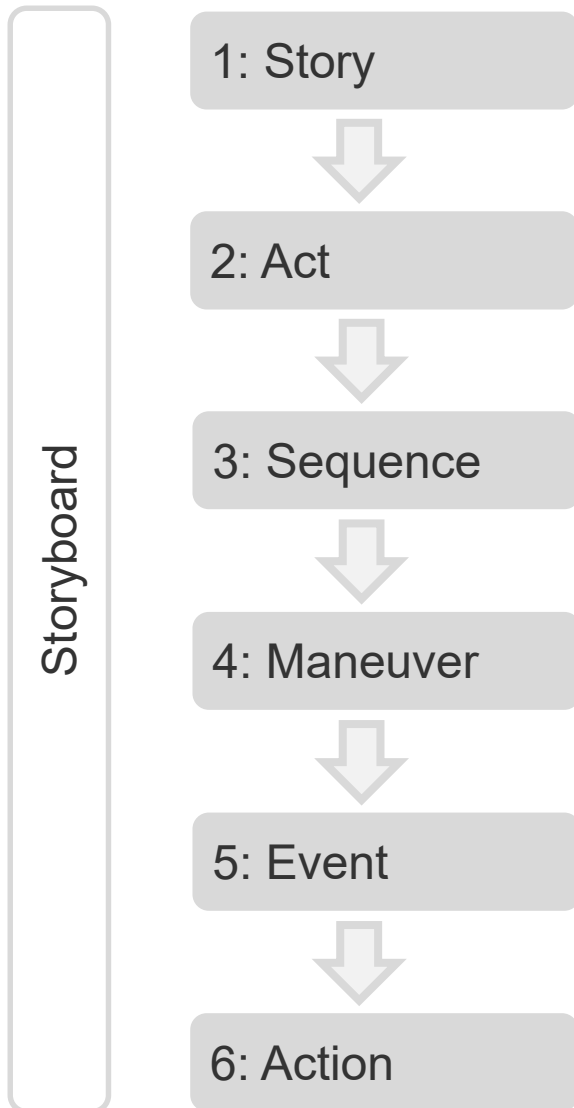 Storyboard
1: Story
2: Act
3: Sequence
4: Maneuver
5: Event
6: Action